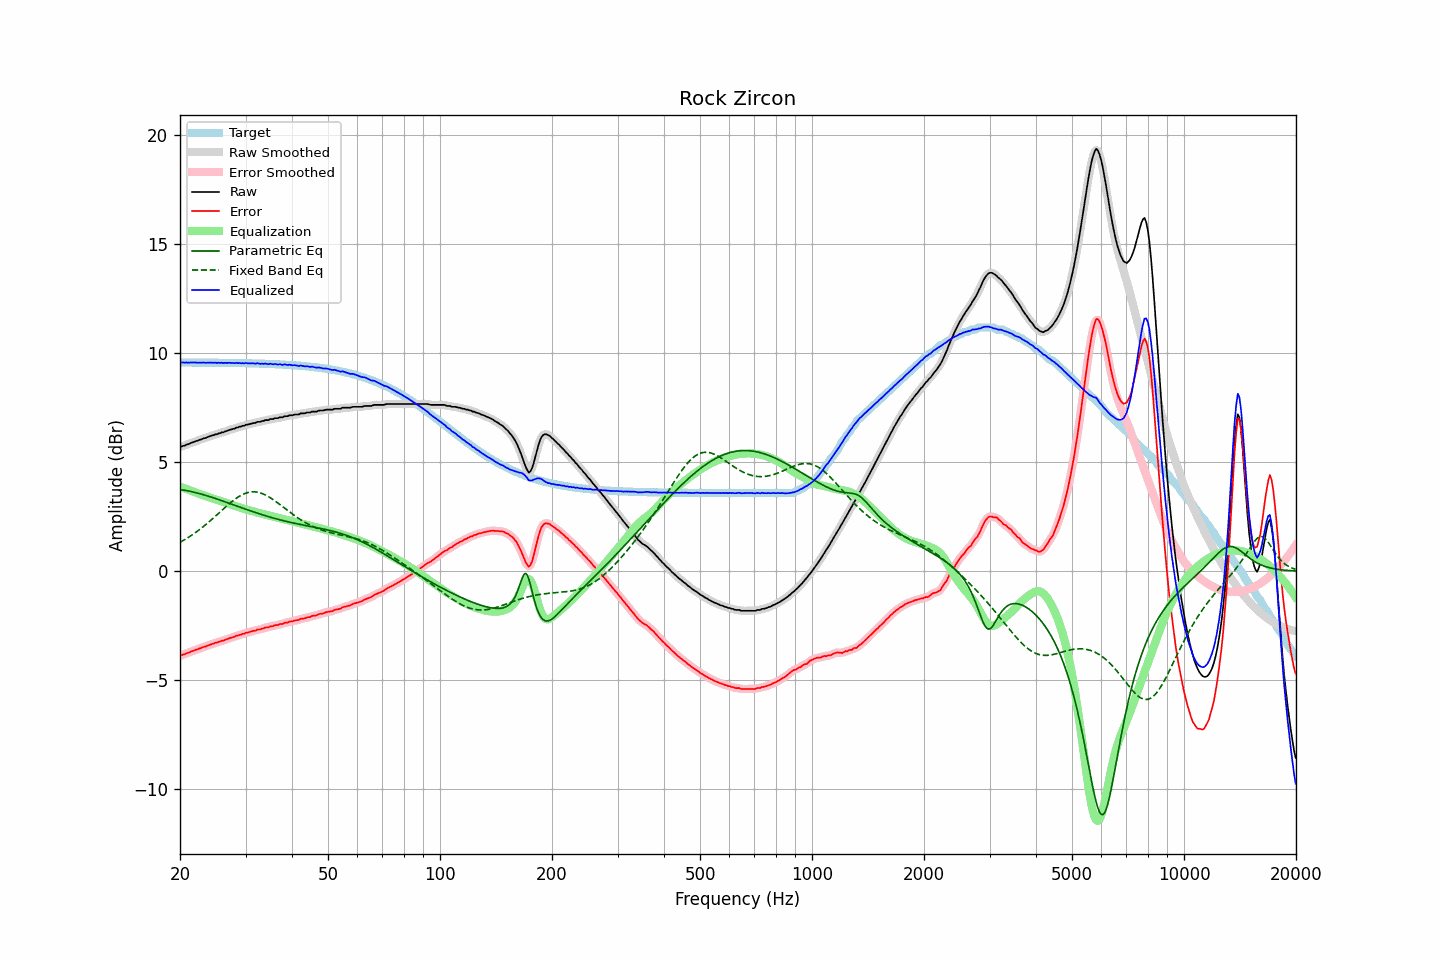 Rock Zircon
Target
Raw Smoothed
Error Smoothed
Raw
Error
Equalization
Parametric Eq
Fixed Band Eq
Equalized
Amplitude (dBr)
20
15
10
5
0
−5
−10
20 50 100 200 500 1000 2000 5000 10000 20000
Frequency (Hz)